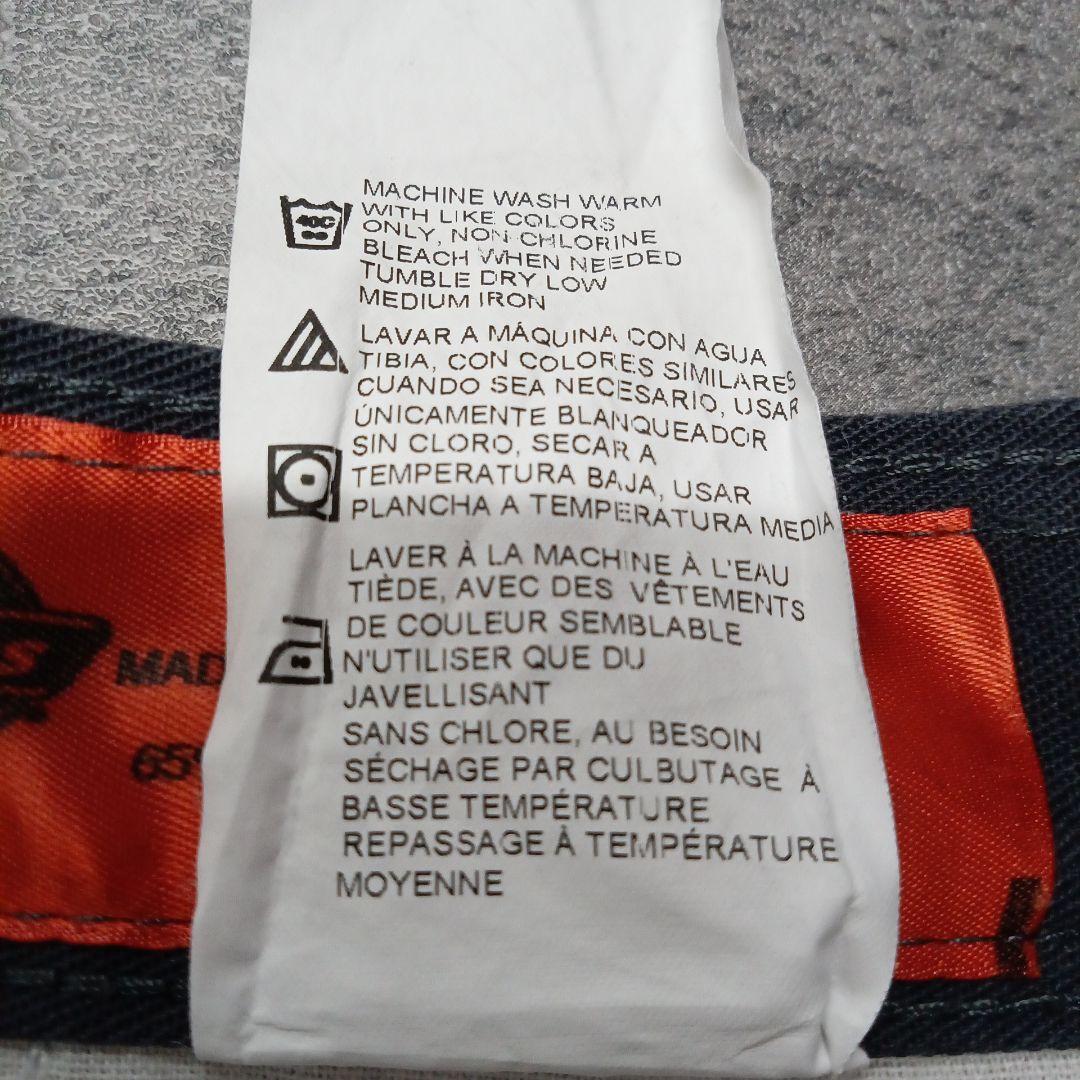 40C
MACHINE WASH WARM
WITH LIKE COLORS
ONLY, NON CHLORINE
BLEACH WHEN NEEDED
TUMBLE DRY LOW
MEDIUM IRON
LAVAR A MÁQUINA CON AGUA
TIBIA, CON COLORES SIMILARES
CUANDO SEA NECESARIO, USAR
ÚNICAMENTE BLANQUEADOR
SIN CLORO, SECAR A
TEMPERATURA BAJA, USAR
PLANCHA A TEMPERATURA MEDIA
LAVER À LA MACHINE À L'EAU
TIÈDE, AVEC DES VÊTEMENTS
DE COULEUR SEMBLABLE
N'UTILISER QUE DU
JAVELLISANT
SANS CHLORE, AU BESOIN
SÉCHAGE PAR CULBUTAGE À
BASSE TEMPÉRATURE
REPASSAGE À TEMPÉRATURE
MOYENNE
S
MAD
65